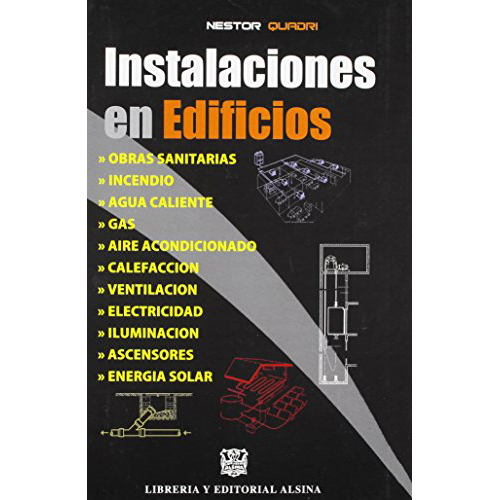 NESTOR QUADRI
Instalaciones
en Edificios
» OBRAS SANITARIAS
» INCENDIO
» AGUA CALIENTE
» GAS
» AIRE ACONDICIONADO
» CALEFACCION
» VENTILACION
» ELECTRICIDAD
» ILUMINACION
» ASCENSORES
» ENERGIA SOLAR
ALSINA
LIBRERIA Y EDITORIAL ALSINA